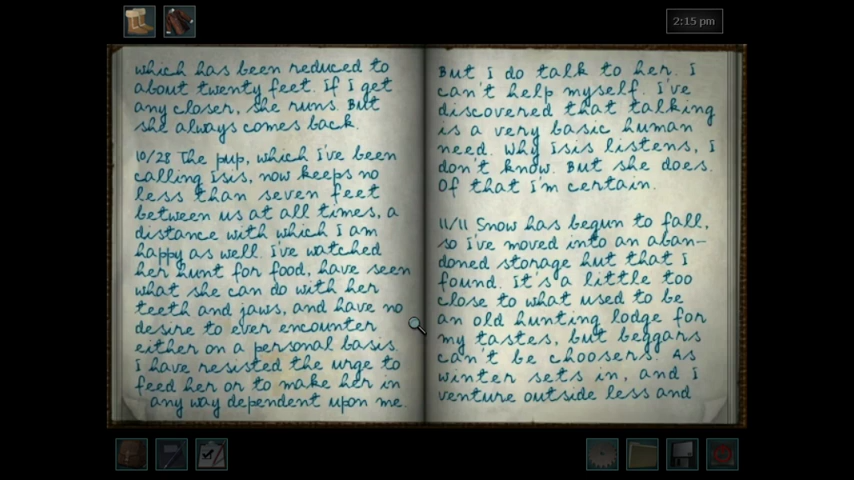 2:15 pm
which has been reduced to
about twenty feet. If I get
any closer, she runs. But
she always comes back.
10/28 The pup, which I've been
calling Isis, now keeps no
less than seven feet
between us at all times, a
distance with which I am
happy as well. I've watched
her hunt for food, have seen
what she can do with her
teeth and jaws, and have no
desire to ever encounter
either on a personal basis.
I have resisted the urge to
feed her or to make her in
any way dependent upon me.
But I do talk to her. I
can't help myself. I've
discovered that talking
is a very basic human
need. Why Isis listens, I
don't know. But she does.
Of that I'm certain.
11/11 Snow has begun to fall,
so I've moved into an aban-
doned storage hut that I
found. It's a little too
close to what used to be
an old hunting lodge for
my tastes, but beggars
can't be choosers. As
winter sets in, and I
venture outside less and